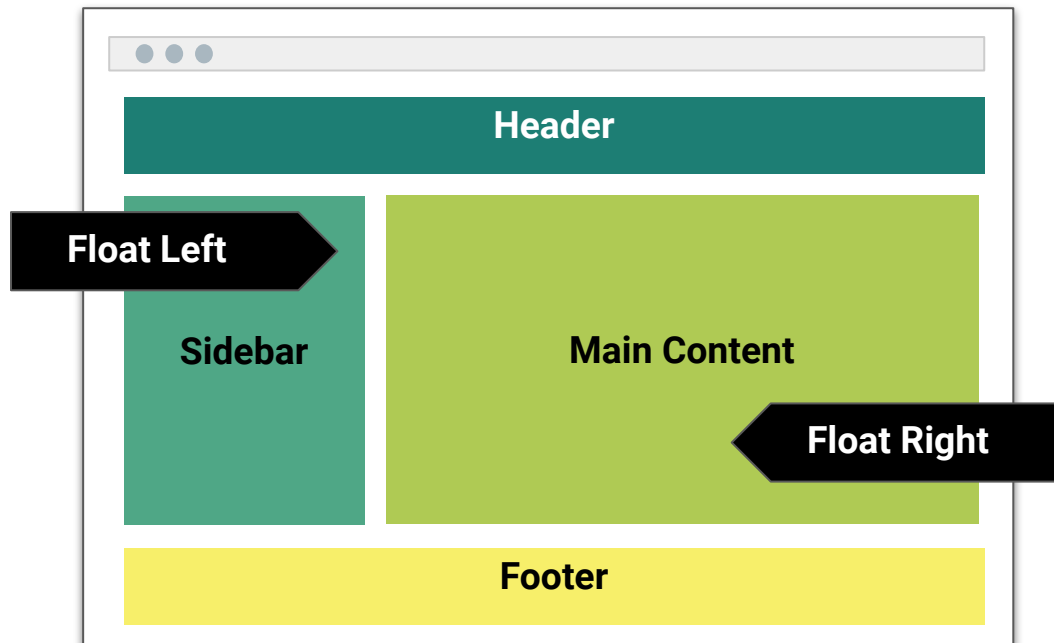 Header
Float Left
Sidebar
Main Content
Float Right
Footer